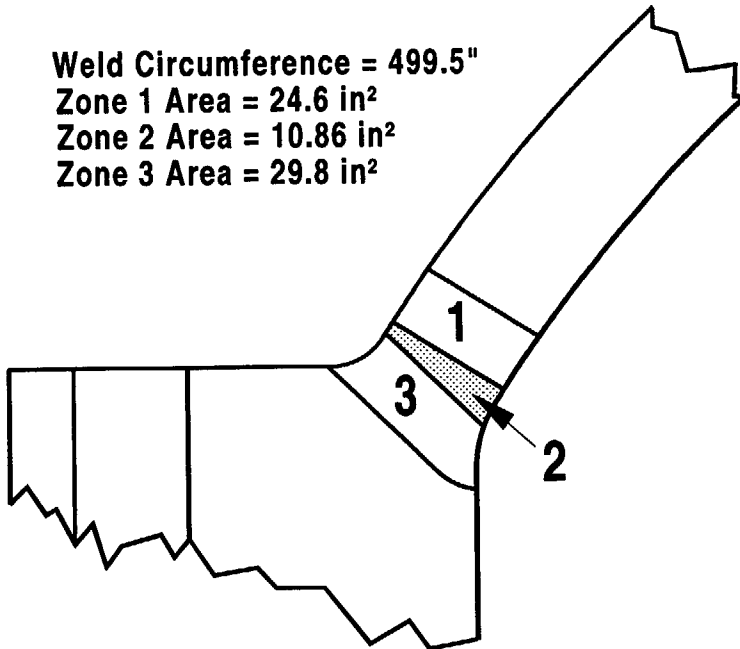 Weld Circumference = 499.5"
Zone 1 Area = 24.6 in²
Zone 2 Area = 10.86 in²
Zone 3 Area = 29.8 in²
1
3
2